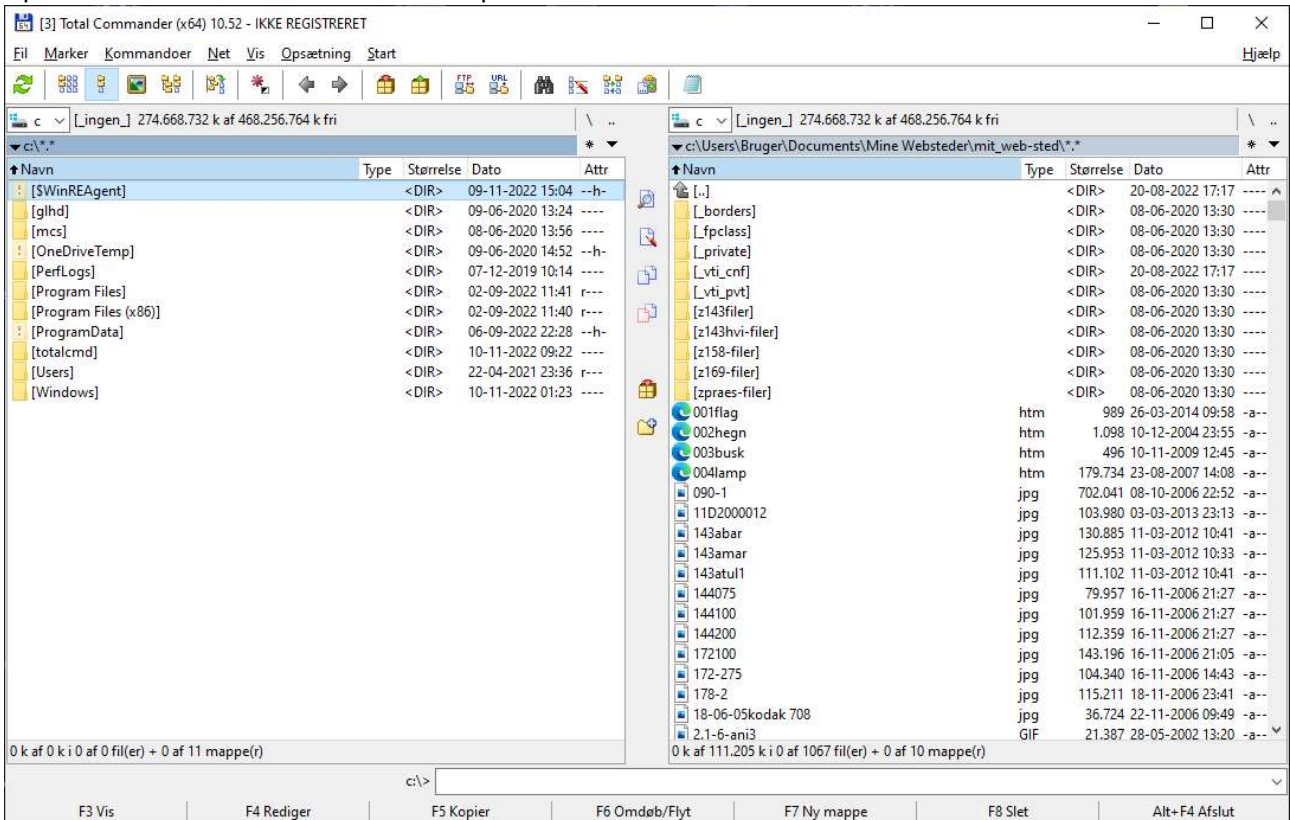 [3] Total Commander (x64) 10.52 - IKKE REGISTRERET
Fil Marker Kommandoer Net Vis Opsætning Start Hjælp
FTP URL
c [_ingen_] 274.668.732 k af 468.256.764 k fri \ ..
c:\*.* * 
Navn Type Størrelse Dato Attr
[$WinREAgent] <DIR> 09-11-2022 15:04 --h-
[glhd] <DIR> 09-06-2020 13:24 ----
[mcs] <DIR> 08-06-2020 13:56 ----
[OneDriveTemp] <DIR> 09-06-2020 14:52 --h-
[PerfLogs] <DIR> 07-12-2019 10:14 ----
[Program Files] <DIR> 02-09-2022 11:41 r---
[Program Files (x86)] <DIR> 02-09-2022 11:40 r---
[ProgramData] <DIR> 06-09-2022 22:28 --h-
[totalcmd] <DIR> 10-11-2022 09:22 ----
[Users] <DIR> 22-04-2021 23:36 r---
[Windows] <DIR> 10-11-2022 01:23 ----
0 k af 0 k i 0 af 0 fil(er) + 0 af 11 mappe(r)
c [_ingen_] 274.668.732 k af 468.256.764 k fri \ ..
c:\Users\Bruger\Documents\Mine Websteder\mit_web-sted\*.* *
Navn Type Størrelse Dato Attr
[..] <DIR> 20-08-2022 17:17 ----
[_borders] <DIR> 08-06-2020 13:30 ----
[_fpclass] <DIR> 08-06-2020 13:30 ----
[_private] <DIR> 08-06-2020 13:30 ----
[_vti_cnf] <DIR> 20-08-2022 17:17 ----
[_vti_pvt] <DIR> 08-06-2020 13:30 ----
[z143filer] <DIR> 08-06-2020 13:30 ----
[z143hvi-filer] <DIR> 08-06-2020 13:30 ----
[z158-filer] <DIR> 08-06-2020 13:30 ----
[z169-filer] <DIR> 08-06-2020 13:30 ----
[zpraes-filer] <DIR> 08-06-2020 13:30 ----
001flag htm 989 26-03-2014 09:58 -a--
002hegn htm 1.098 10-12-2004 23:55 -a--
003busk htm 496 10-11-2009 12:45 -a--
004lamp htm 179.734 23-08-2007 14:08 -a--
090-1 jpg 702.041 08-10-2006 22:52 -a--
11D2000012 jpg 103.980 03-03-2013 23:13 -a--
143abar jpg 130.885 11-03-2012 10:41 -a--
143amar jpg 125.953 11-03-2012 10:33 -a--
143atul1 jpg 111.102 11-03-2012 10:41 -a--
144075 jpg 79.957 16-11-2006 21:27 -a--
144100 jpg 101.959 16-11-2006 21:27 -a--
144200 jpg 112.359 16-11-2006 21:27 -a--
172100 jpg 143.196 16-11-2006 21:05 -a--
172-275 jpg 104.340 16-11-2006 14:43 -a--
178-2 jpg 115.211 18-11-2006 23:41 -a--
18-06-05kodak 708 jpg 36.724 22-11-2006 09:49 -a--
2.1-6-ani3 GIF 21.387 28-05-2002 13:20 -a--
0 k af 111.205 k i 0 af 1067 fil(er) + 0 af 10 mappe(r)
c:\>
F3 Vis F4 Rediger F5 Kopier F6 Omdøb/Flyt F7 Ny mappe F8 Slet Alt+F4 Afslut